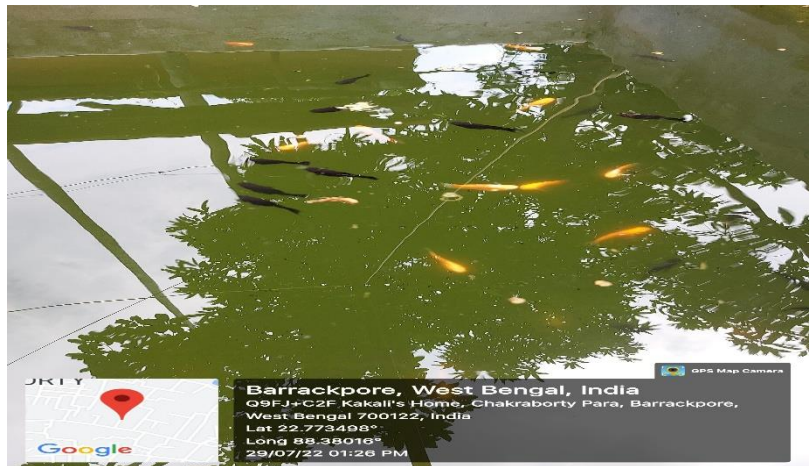 GPS Map Camera
ORTY
Google
Barrackpore, West Bengal, India
Q9FJ+C2F Kakali's Home, Chakraborty Para, Barrackpore,
West Bengal 700122, India
Lat 22.773498°
Long 88.38016°
29/07/22 01:26 PM